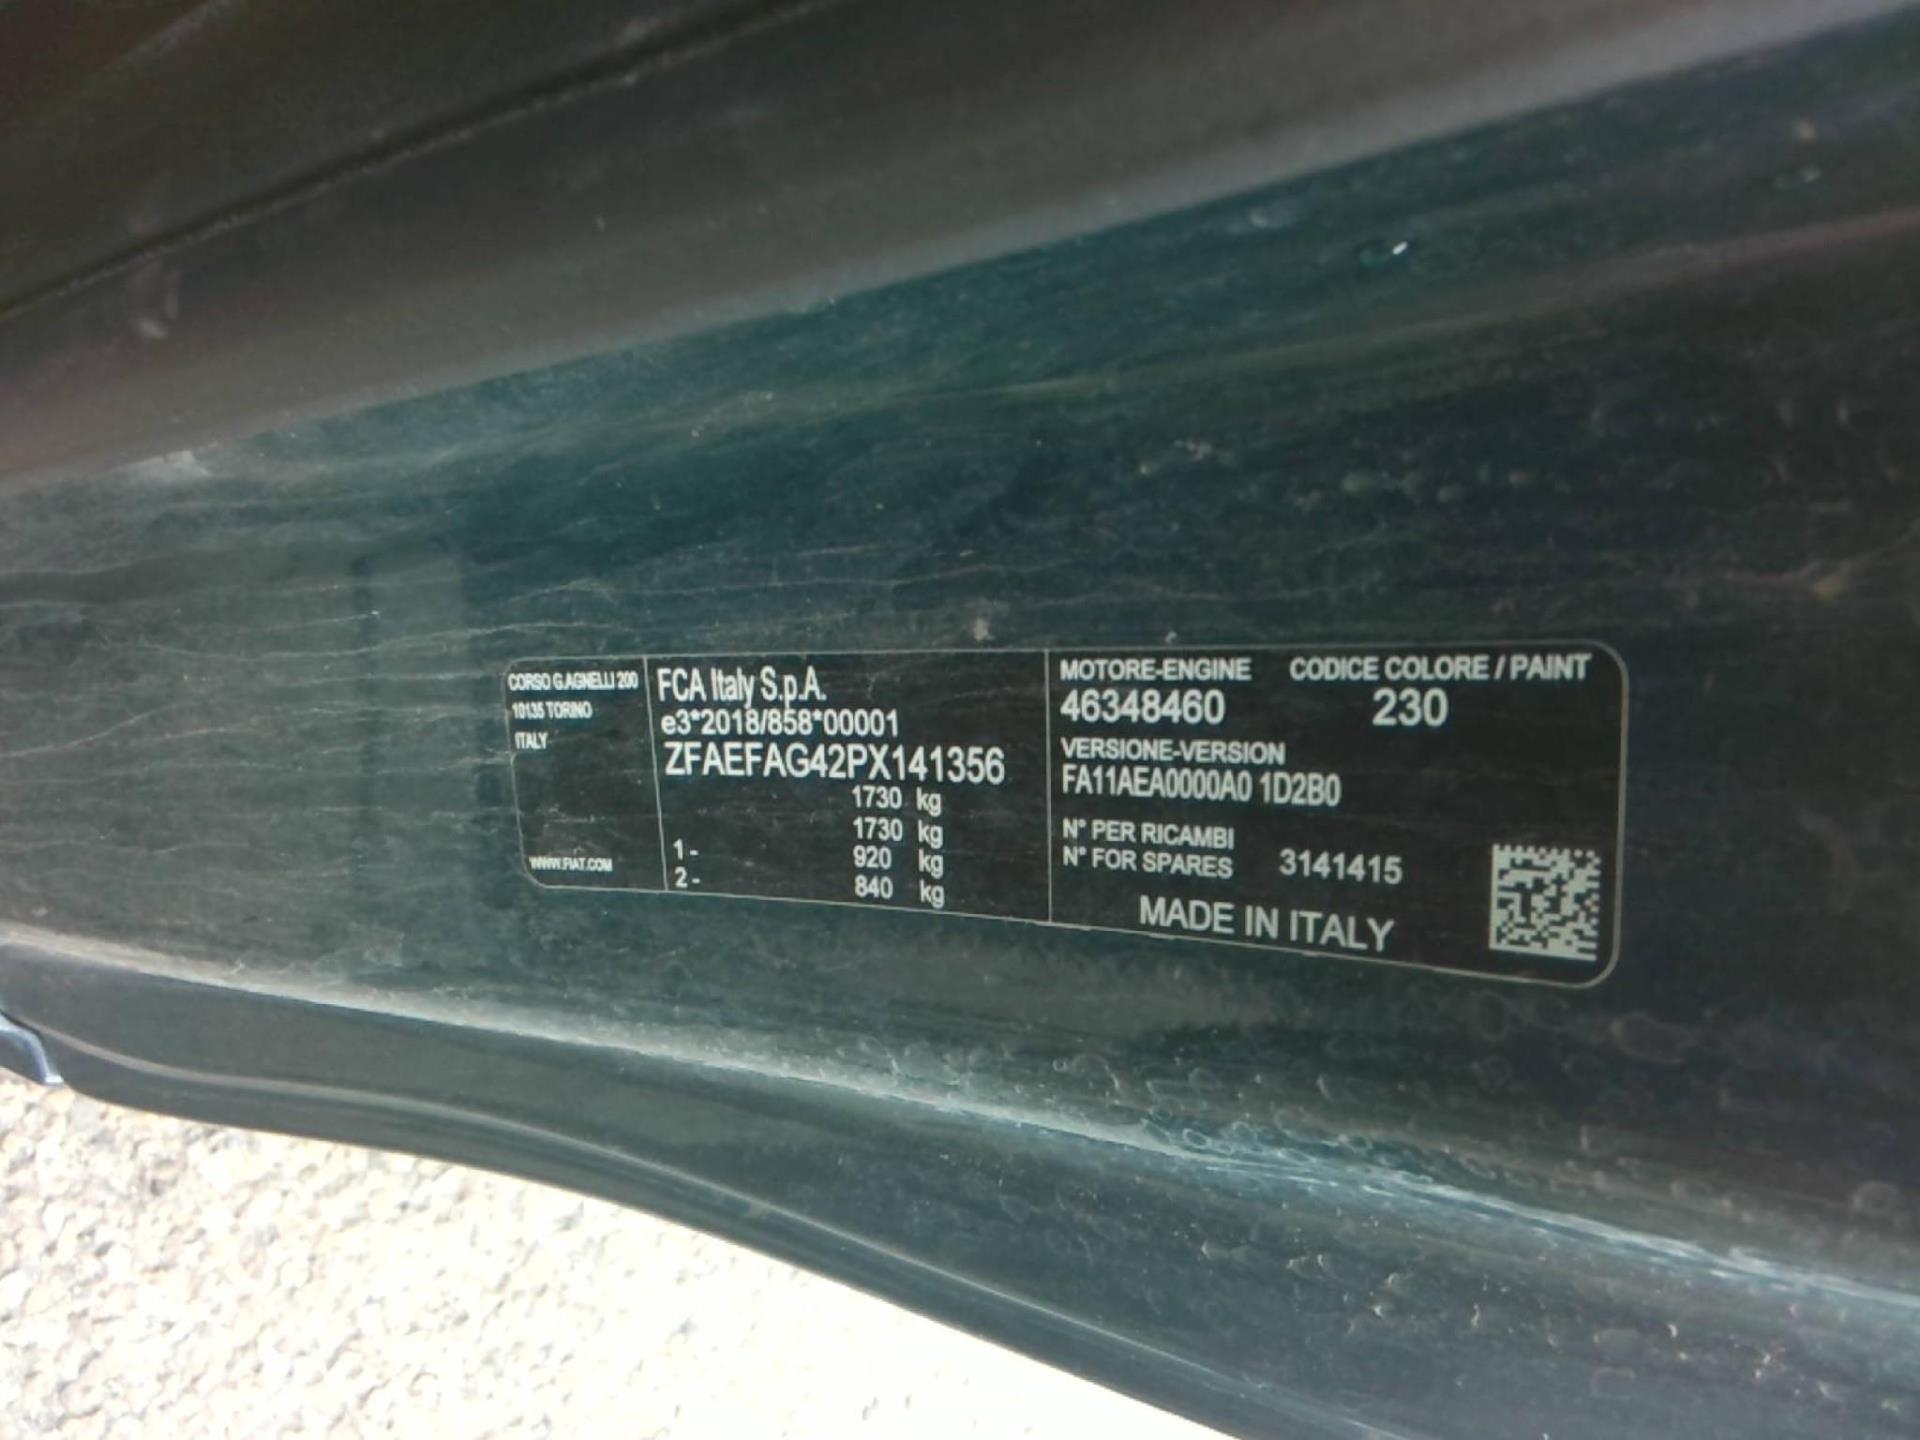 CORSO G.AGNELLI 200
10135 TORINO
ITALY
WWW.FIAT.COM
FCA Italy S.p.A.
e3*2018/858*00001
ZFAEFAG42PX141356
1730 kg
1730 kg
1- 920 kg
2- 840 kg
MOTORE-ENGINE CODICE COLORE / PAINT
46348460 230
VERSIONE-VERSION
FA11AEA0000A0 1D2B0
N° PER RICAMBI
N° FOR SPARES 3141415
MADE IN ITALY